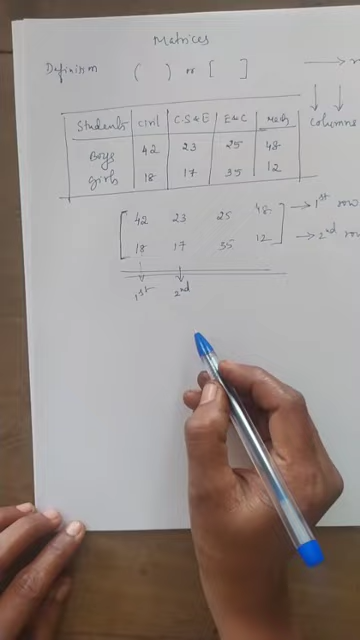 Matrices
Definition ( ) or [ ] → r
columns
Students Civil C.S & E E & C Mech
Boys 42 23 25 48
Girls 18 17 35 12
42 23 25 48 → 1st row
18 17 35 12 → 2nd row
1st 2nd